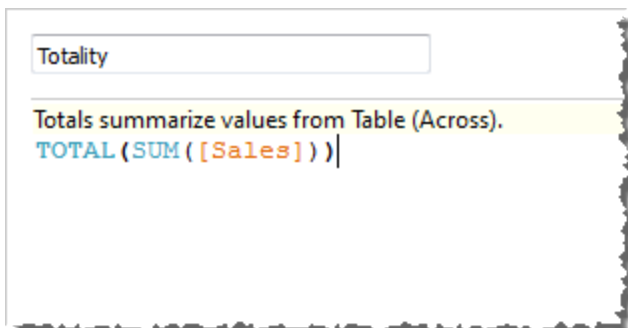 Totality
Totals summarize values from Table (Across).
TOTAL(SUM([Sales]))